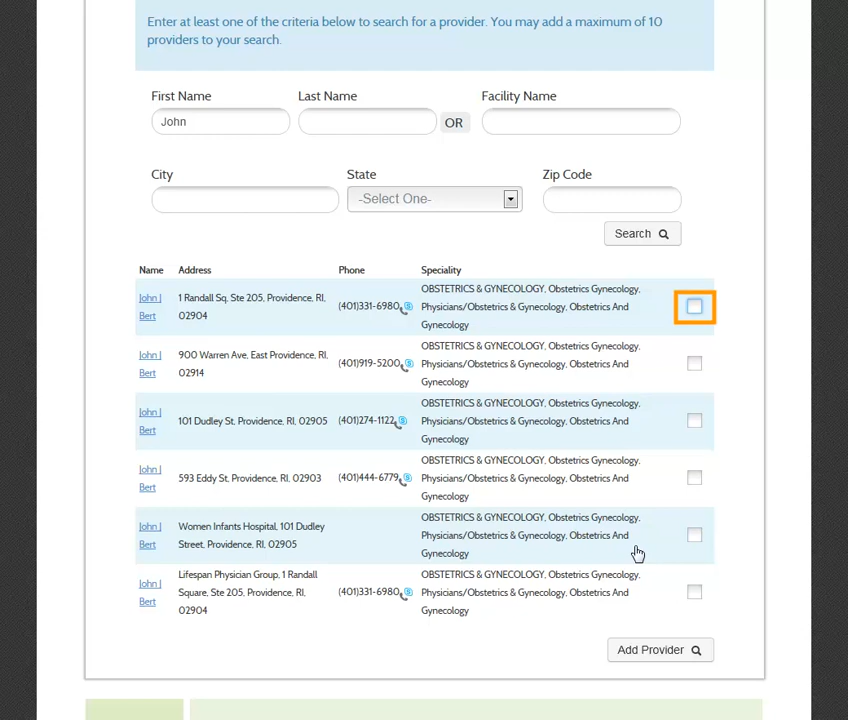 Enter at least one of the criteria below to search for a provider. You may add a maximum of 10
providers to your search.
First Name Last Name Facility Name
John OR
City State Zip Code
-Select One-
Search
Name Address Phone Speciality
John J
Bert
1 Randall Sq. Ste 205, Providence, RI,
02904
(401)331-6980
OBSTETRICS & GYNECOLOGY, Obstetrics Gynecology,
Physicians/Obstetrics & Gynecology, Obstetrics And
Gynecology
John J
Bert
900 Warren Ave, East Providence, RI,
02914
(401)919-5200
OBSTETRICS & GYNECOLOGY, Obstetrics Gynecology,
Physicians/Obstetrics & Gynecology, Obstetrics And
Gynecology
John J
Bert
101 Dudley St, Providence, RI, 02905
(401)274-1122
OBSTETRICS & GYNECOLOGY, Obstetrics Gynecology,
Physicians/Obstetrics & Gynecology, Obstetrics And
Gynecology
John J
Bert
593 Eddy St, Providence, RI, 02903
(401)444-6779
OBSTETRICS & GYNECOLOGY, Obstetrics Gynecology,
Physicians/Obstetrics & Gynecology, Obstetrics And
Gynecology
John J
Bert
Women Infants Hospital, 101 Dudley
Street, Providence, RI, 02905
OBSTETRICS & GYNECOLOGY, Obstetrics Gynecology,
Physicians/Obstetrics & Gynecology, Obstetrics And
Gynecology
John J
Bert
Lifespan Physician Group, 1 Randall
Square, Ste 205, Providence, RI,
02904
(401)331-6980
OBSTETRICS & GYNECOLOGY, Obstetrics Gynecology,
Physicians/Obstetrics & Gynecology, Obstetrics And
Gynecology
Add Provider